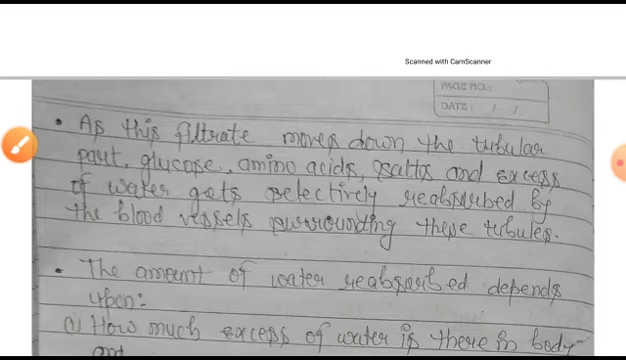 Scanned with CamScanner
PAGE NO.:
DATE: / /
• As this filtrate moves down the tubular
part, glucose, amino acids, salts and excess
of water gets selectively reabsorbed by
the blood vessels surrounding these tubules.
• The amount of water reabsorbed depends
upon:
(i) How much excess of water is there in body
and